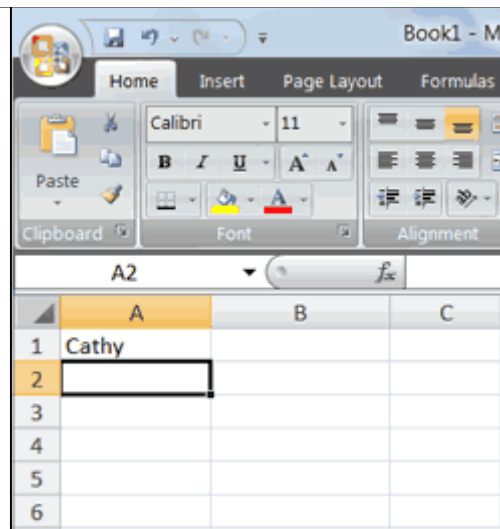 Book1 - M
Home Insert Page Layout Formulas
Calibri 11
B I U A A
Paste A
Clipboard Font Alignment
A2 fx
A B C
1 Cathy
2
3
4
5
6